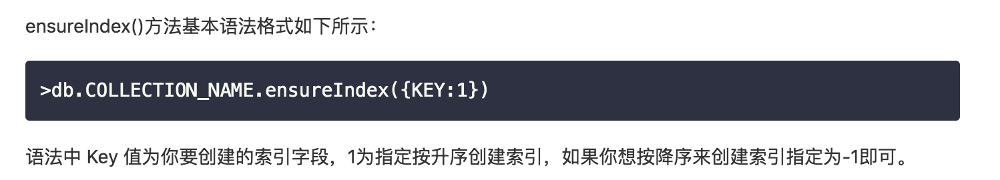 ensureIndex()方法基本语法格式如下所示：
>db.COLLECTION_NAME.ensureIndex({KEY:1})
语法中 Key 值为你要创建的索引字段，1为指定按升序创建索引，如果你想按降序来创建索引指定为-1即可。